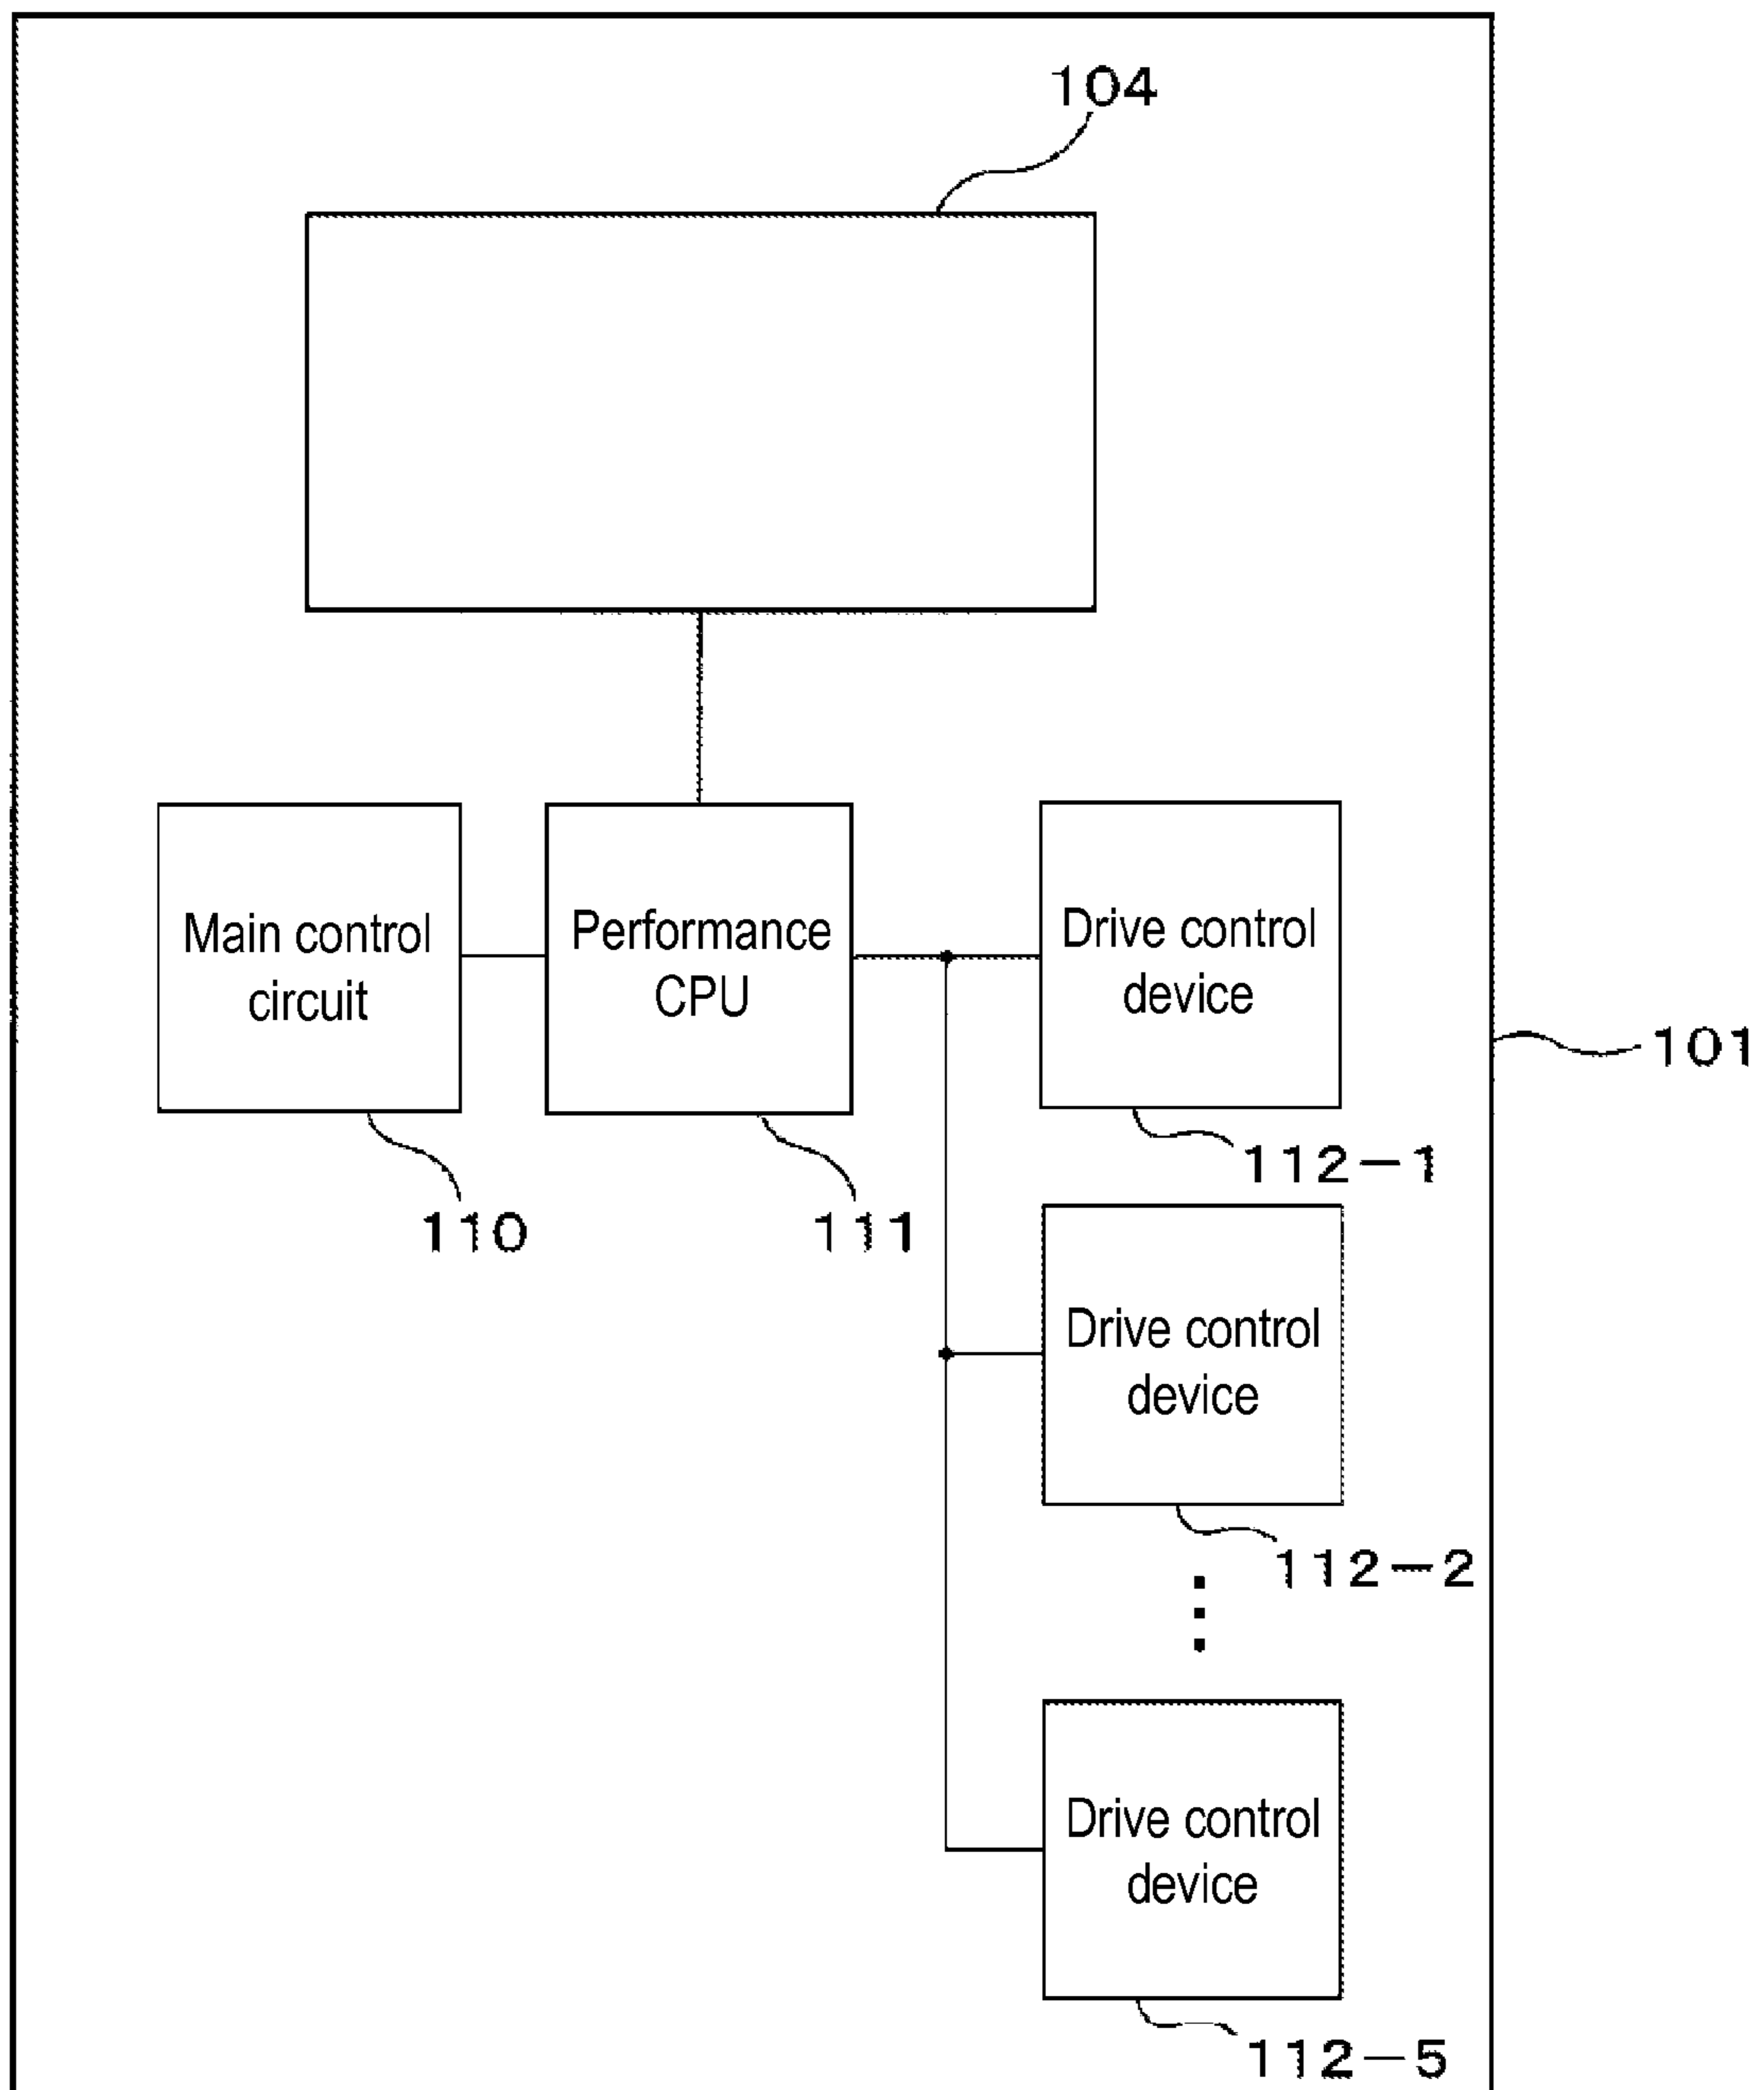 104
Main control
circuit
Performance
CPU
Drive control
device
101
112-1
110
111
Drive control
device
112-2
Drive control
device
112-5